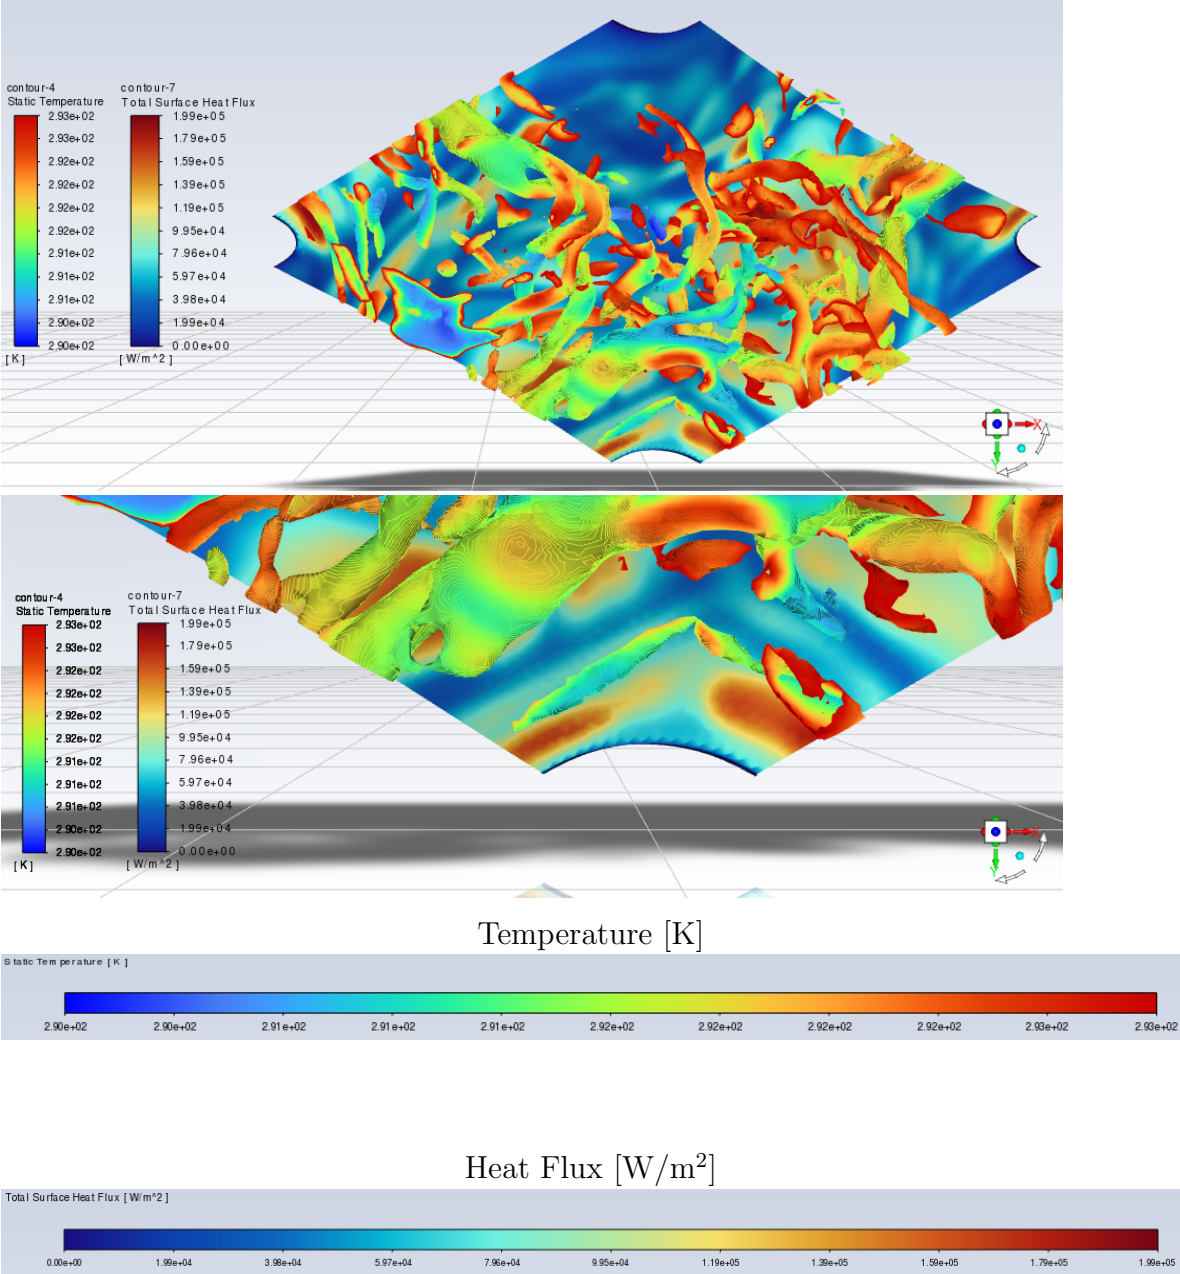 contour-4
Static Temperature
2.93e+02
2.93e+02
2.92e+02
2.92e+02
2.92e+02
2.92e+02
2.91e+02
2.91e+02
2.91e+02
2.90e+02
2.90e+02
[ K ]
contour-7
Total Surface Heat Flux
1.99e+05
1.79e+05
1.59e+05
1.39e+05
1.19e+05
9.95e+04
7.96e+04
5.97e+04
3.98e+04
1.99e+04
0.00e+00
[ W/m^2 ]
X
Y
contour-4
Static Temperature
2.93e+02
2.93e+02
2.92e+02
2.92e+02
2.92e+02
2.92e+02
2.91e+02
2.91e+02
2.91e+02
2.90e+02
2.90e+02
[ K ]
contour-7
Total Surface Heat Flux
1.99e+05
1.79e+05
1.59e+05
1.39e+05
1.19e+05
9.95e+04
7.96e+04
5.97e+04
3.98e+04
1.99e+04
0.00e+00
[ W/m^2 ]
X
Y
Temperature [K]
Static Temperature [ K ]
2.90e+02 2.90e+02 2.91e+02 2.91e+02 2.91e+02 2.92e+02 2.92e+02 2.92e+02 2.92e+02 2.93e+02 2.93e+02
Heat Flux [W/m²]
Total Surface Heat Flux [ W/m^2 ]
0.00e+00 1.99e+04 3.98e+04 5.97e+04 7.96e+04 9.95e+04 1.19e+05 1.39e+05 1.59e+05 1.79e+05 1.99e+05